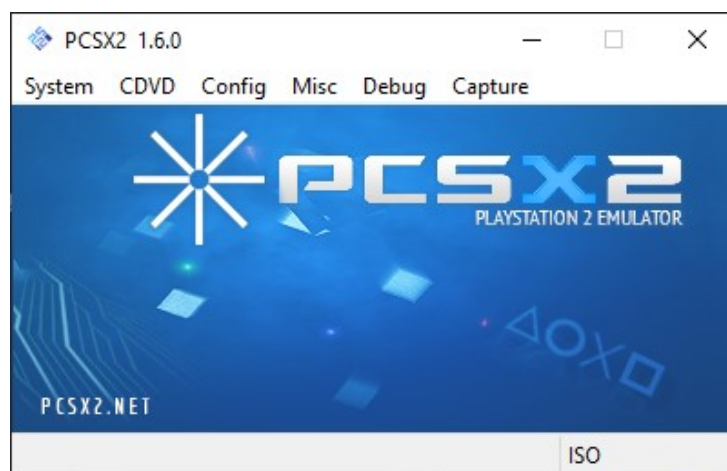 PCSX2 1.6.0
System CDVD Config Misc Debug Capture
PCSX2
PLAYSTATION 2 EMULATOR
PCSX2.NET
ISO